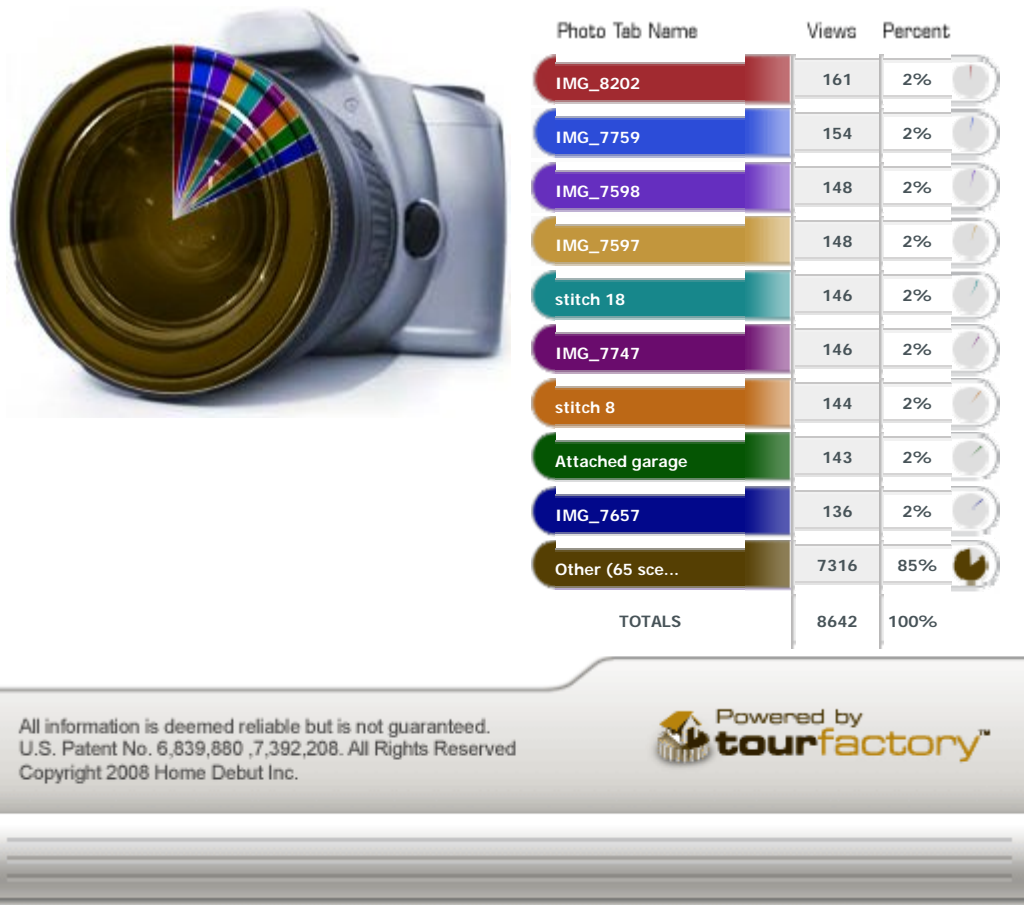 Photo Tab Name Views Percent
IMG_8202 161 2%
IMG_7759 154 2%
IMG_7598 148 2%
IMG_7597 148 2%
stitch 18 146 2%
IMG_7747 146 2%
stitch 8 144 2%
Attached garage 143 2%
IMG_7657 136 2%
Other (65 sce... 7316 85%
TOTALS 8642 100%
All information is deemed reliable but is not guaranteed.
U.S. Patent No. 6,839,880 ,7,392,208. All Rights Reserved
Copyright 2008 Home Debut Inc.
Powered by
tourfactory™